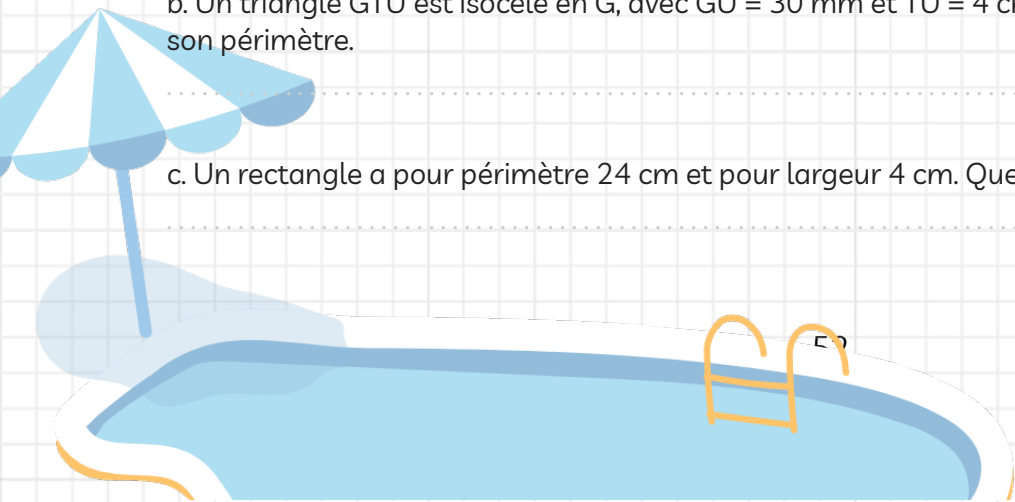 b. Un triangle GTU est isocèle en G, avec GU = 30 mm et TU = 4
son périmètre.
c. Un rectangle a pour périmètre 24 cm et pour largeur 4 cm.